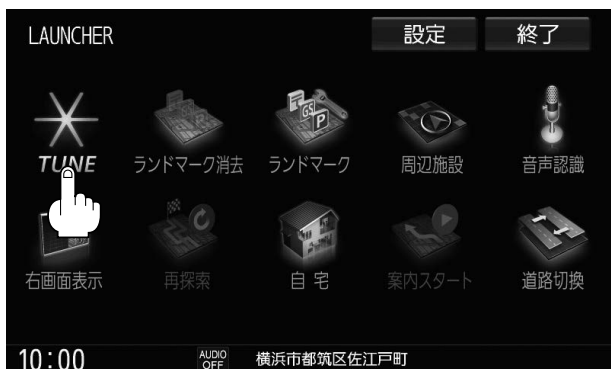 LAUNCHER 設定 終了
TUNE ランドマーク消去 ランドマーク 周辺施設 音声認識
GS P
右画面表示 再探索 自宅 案内スタート 道路切換
10:00 AUDIO OFF 横浜市都筑区佐江戸町